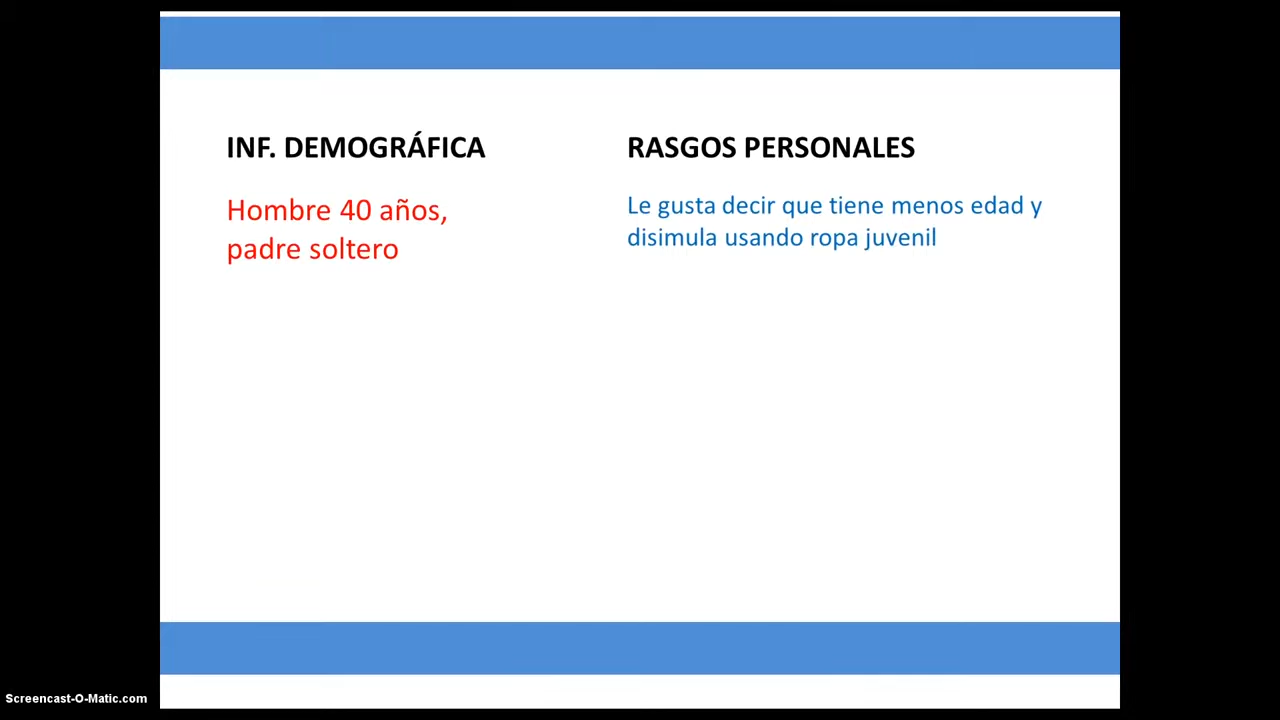 INF. DEMOGRÁFICA
Hombre 40 años,
padre soltero
RASGOS PERSONALES
Le gusta decir que tiene menos edad y
disimula usando ropa juvenil
Screencast-O-Matic.com